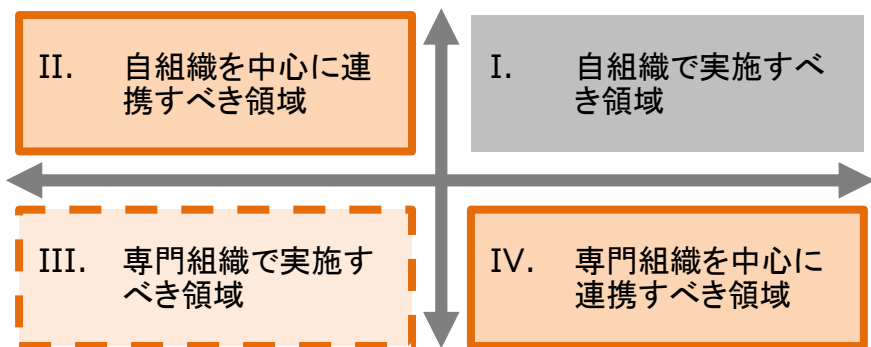 II. 自組織を中心に連
携すべき領域
I. 自組織で実施すべ
き領域
III. 専門組織で実施す
べき領域
IV. 専門組織を中心に
連携すべき領域